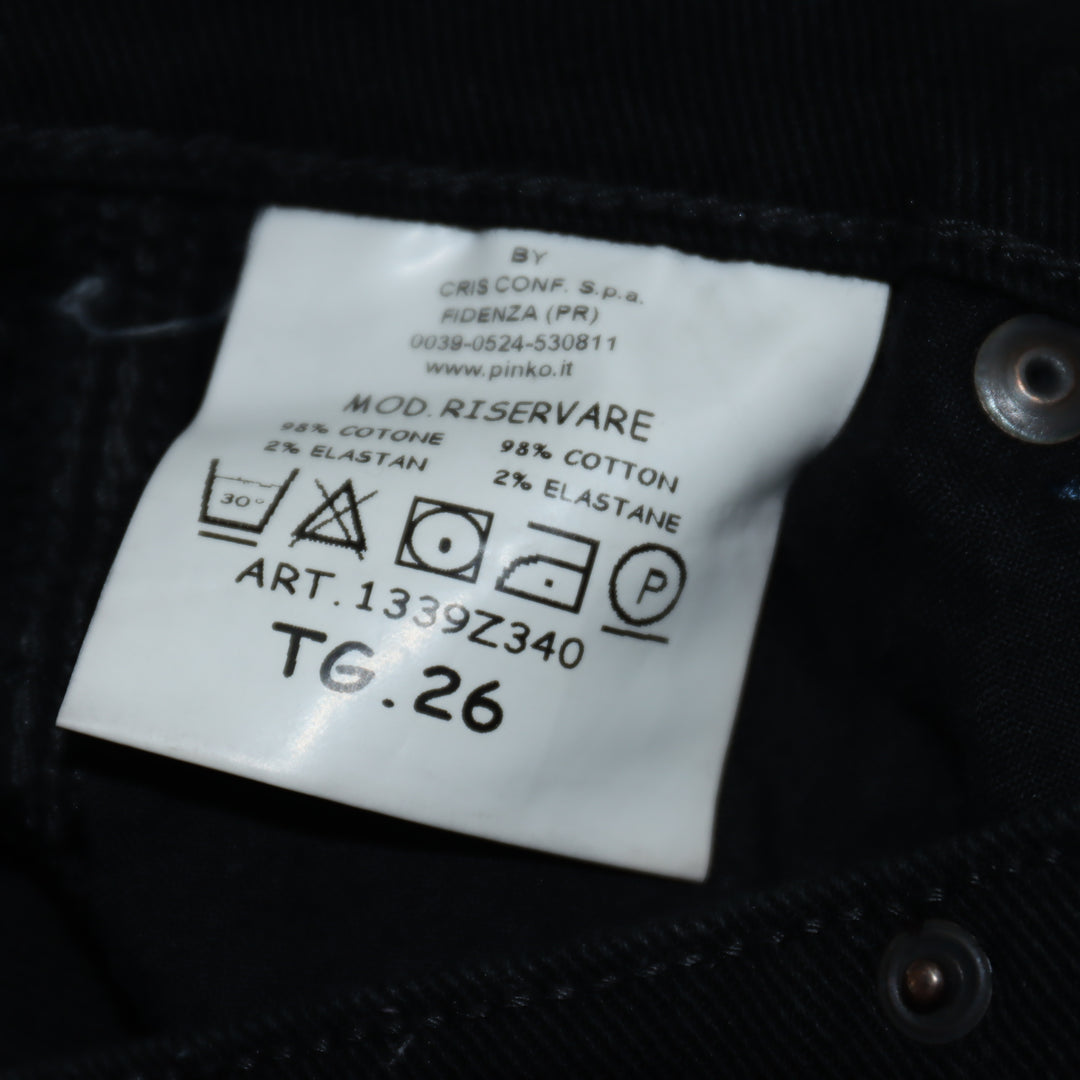 BY
CRIS CONF. S.p.a.
FIDENZA (PR)
0039-0524-530811
www.pinko.it
MOD. RISERVARE
98% COTONE
2% ELASTAN
98% COTTON
2% ELASTANE
30°
P
ART. 1339Z340
TG. 26